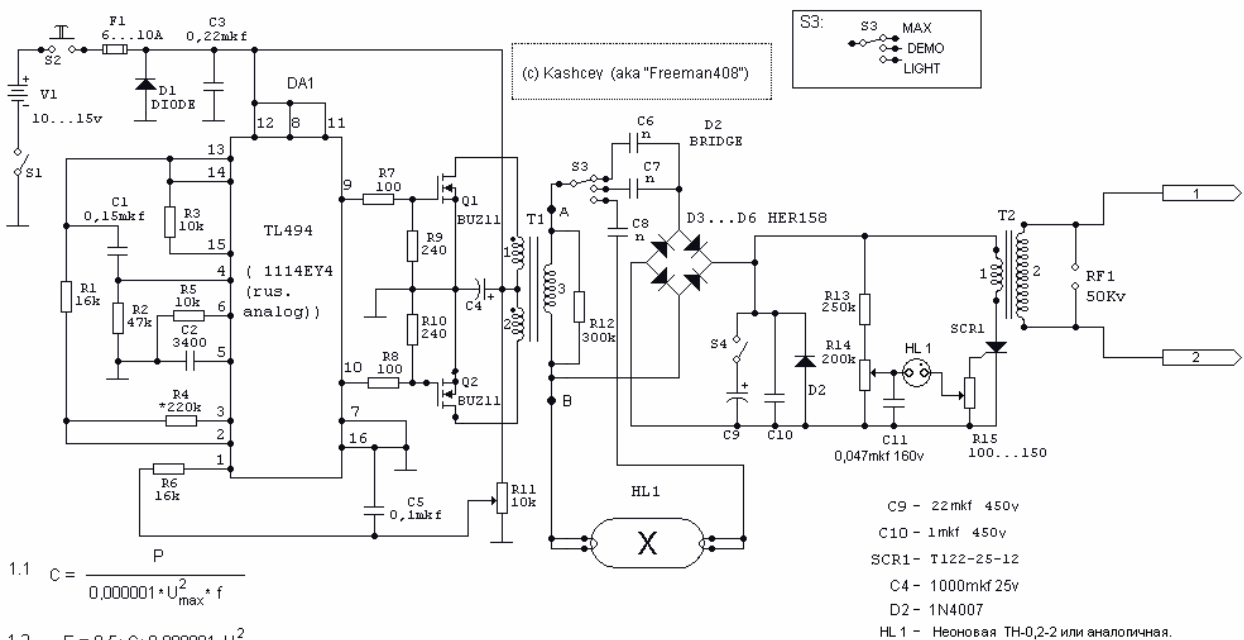 F1
6...10A
S2
C3
0,22mkf
S3:
S3
MAX
DEMO
LIGHT
(c) Kashcey (aka "Freeman408")
V1
10...15v
D1
DIODE
DA1
12
8
11
S1
13
14
15
4
6
5
3
2
1
9
10
7
16
C1
0,15mkf
R3
10k
TL494
( 1114EY4
(rus.
analog))
R1
16k
R2
47k
R5
10k
C2
3400
R4
*220k
R6
16k
R7
100
Q1
BUZ11
R9
240
C4
+
R10
240
R8
100
Q2
BUZ11
T1
1
2
3
C5
0,1mkf
R11
10k
S3
A
B
R12
300k
C6
n
C7
n
C8
n
D2
BRIDGE
D3...D6 HER158
S4
C9
C10
D2
R13
250k
R14
200k
HL1
C11
0,047mkf 160v
SCR1
R15
100...150
T2
1
2
RF1
50Kv
1
2
HL1
X
C9 - 22mkf 450v
C10 - 1mkf 450v
SCR1 - T122-25-12
C4 - 1000mkf 25v
D2 - 1N4007
HL 1 - Неоновая ТН-0,2-2 или аналогичная.
1.1 C = P / 0,000001 * U²max * f